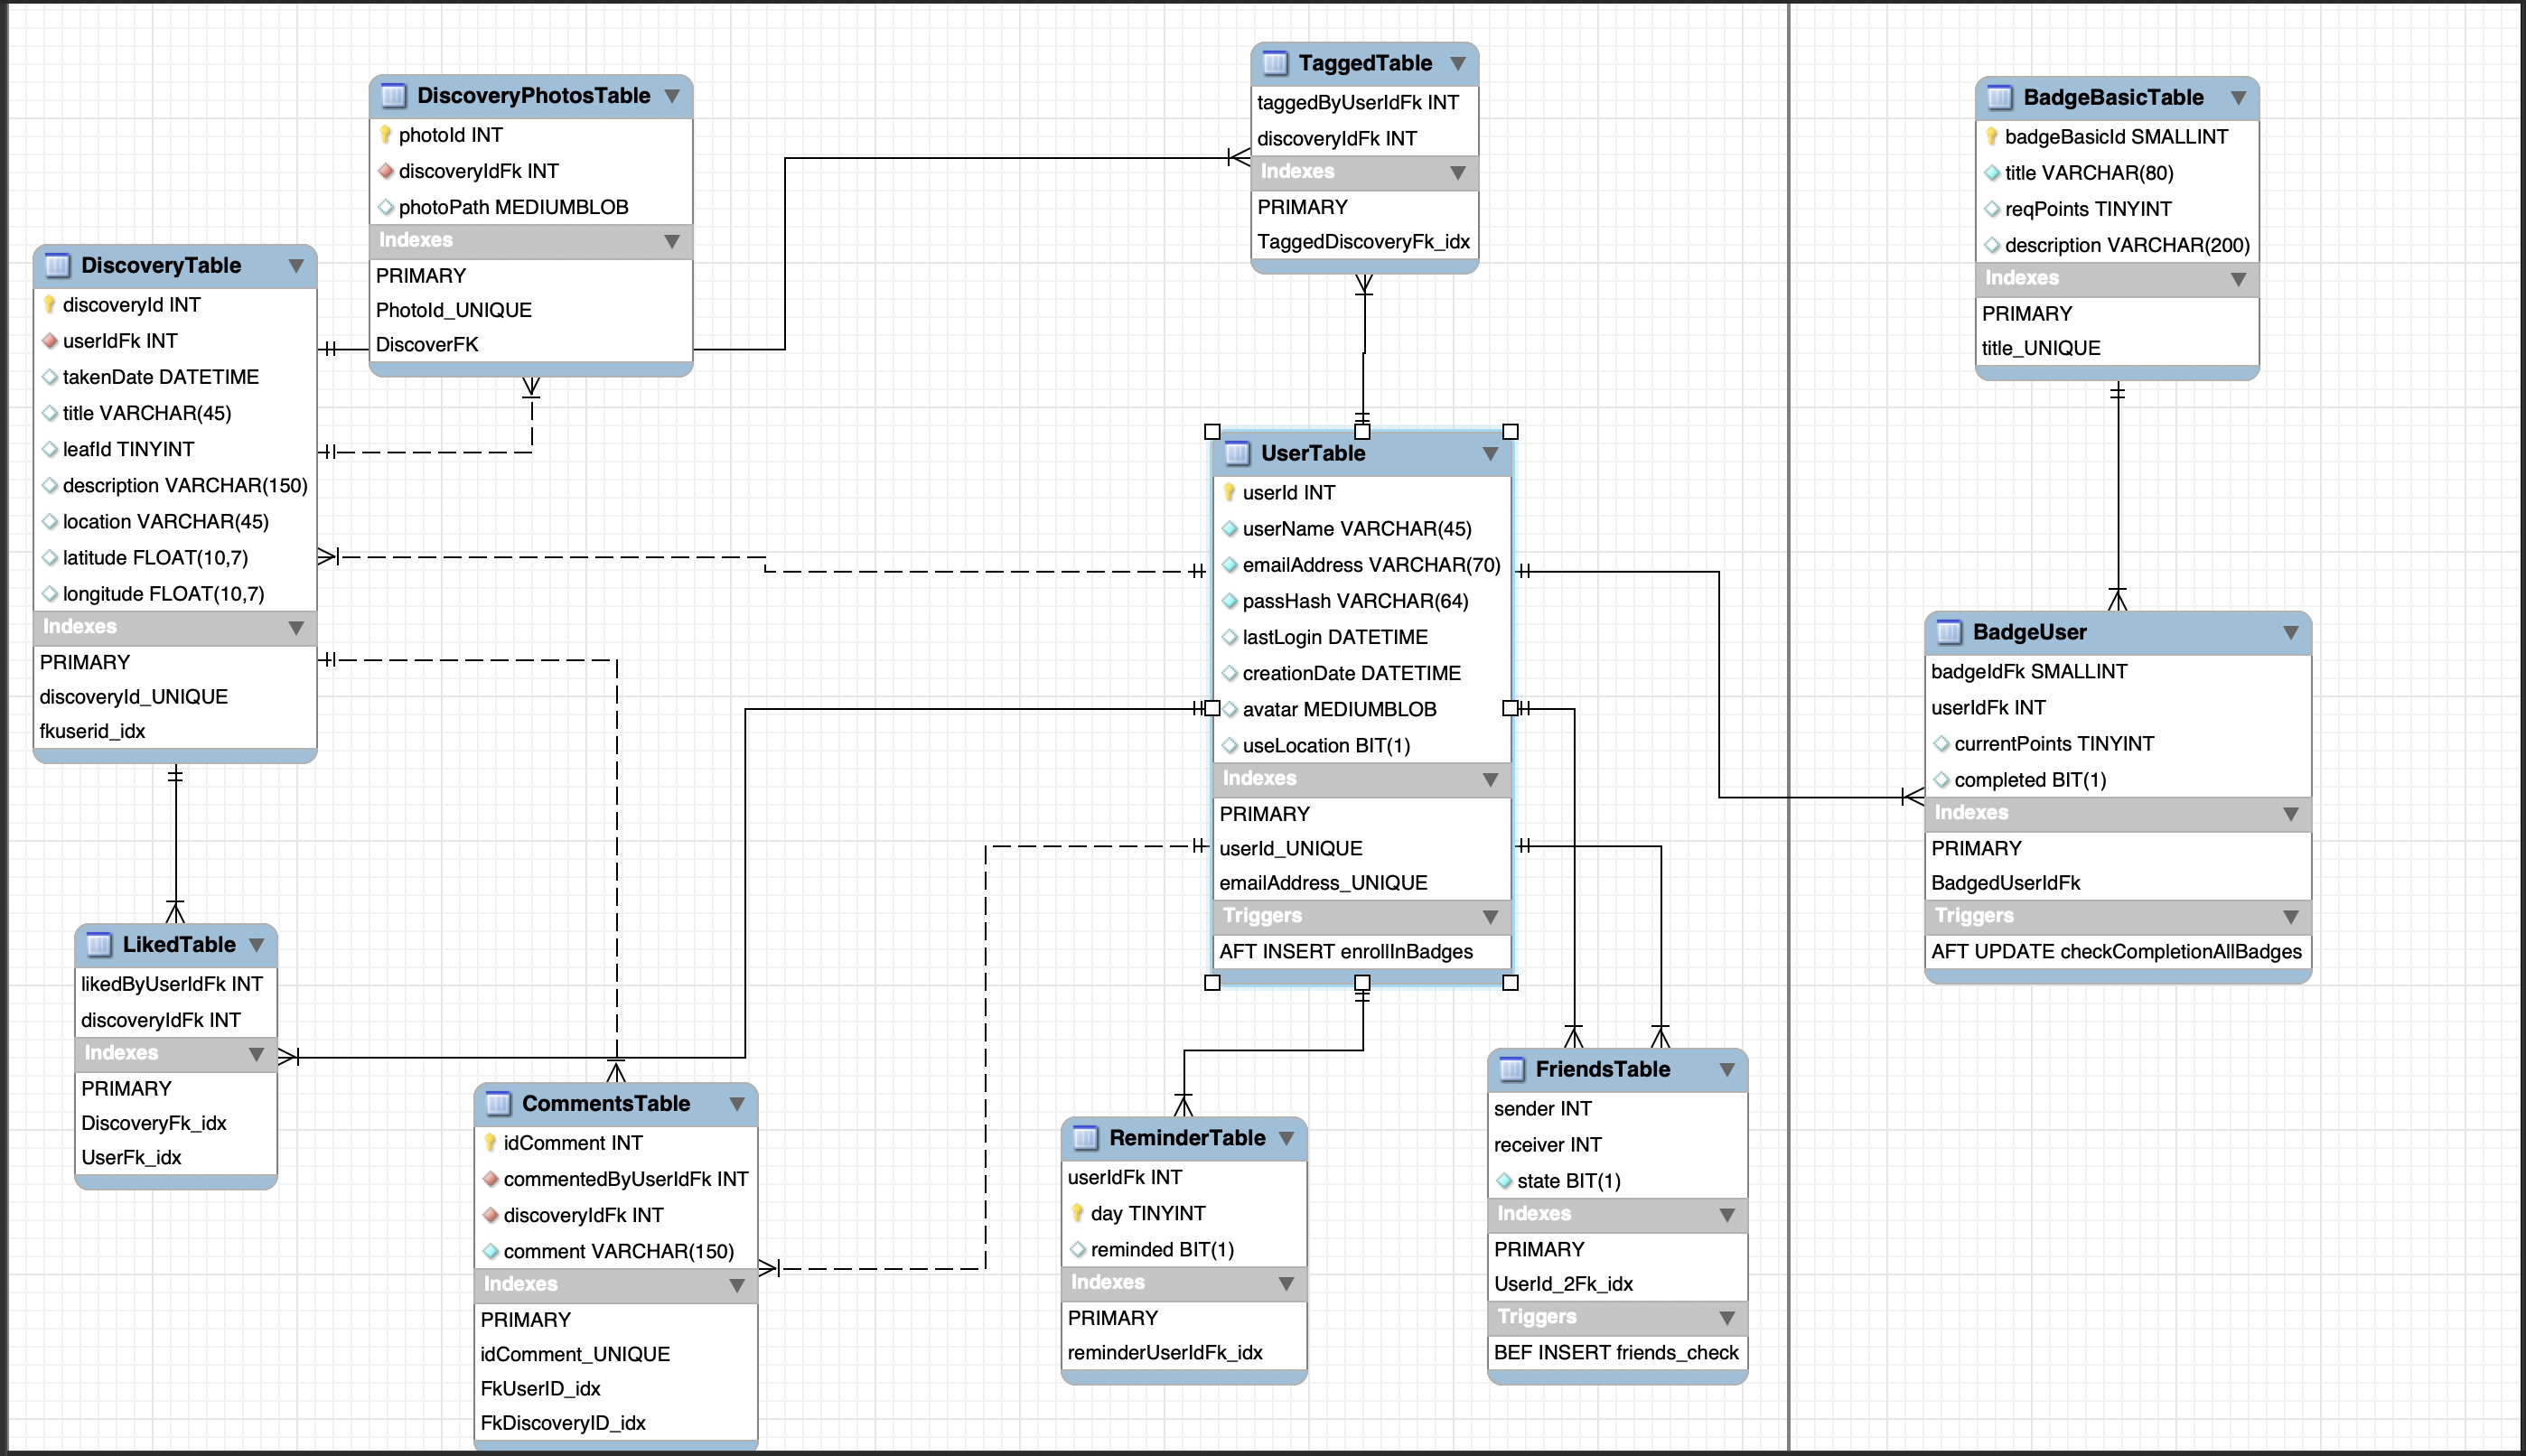 DiscoveryPhotosTable
photoId INT
discoveryIdFk INT
photoPath MEDIUMBLOB
Indexes
PRIMARY
PhotoId_UNIQUE
DiscoverFK
TaggedTable
taggedByUserIdFk INT
discoveryIdFk INT
Indexes
PRIMARY
TaggedDiscoveryFk_idx
BadgeBasicTable
badgeBasicId SMALLINT
title VARCHAR(80)
reqPoints TINYINT
description VARCHAR(200)
Indexes
PRIMARY
title_UNIQUE
DiscoveryTable
discoveryId INT
userIdFk INT
takenDate DATETIME
title VARCHAR(45)
leafId TINYINT
description VARCHAR(150)
location VARCHAR(45)
latitude FLOAT(10,7)
longitude FLOAT(10,7)
Indexes
PRIMARY
discoveryId_UNIQUE
fkuserid_idx
UserTable
userId INT
userName VARCHAR(45)
emailAddress VARCHAR(70)
passHash VARCHAR(64)
lastLogin DATETIME
creationDate DATETIME
avatar MEDIUMBLOB
useLocation BIT(1)
Indexes
PRIMARY
userId_UNIQUE
emailAddress_UNIQUE
Triggers
AFT INSERT enrollInBadges
BadgeUser
badgeIdFk SMALLINT
userIdFk INT
currentPoints TINYINT
completed BIT(1)
Indexes
PRIMARY
BadgedUserIdFk
Triggers
AFT UPDATE checkCompletionAllBadges
LikedTable
likedByUserIdFk INT
discoveryIdFk INT
Indexes
PRIMARY
DiscoveryFk_idx
UserFk_idx
CommentsTable
idComment INT
commentedByUserIdFk INT
discoveryIdFk INT
comment VARCHAR(150)
Indexes
PRIMARY
idComment_UNIQUE
FkUserID_idx
FkDiscoveryID_idx
ReminderTable
userIdFk INT
day TINYINT
reminded BIT(1)
Indexes
PRIMARY
reminderUserIdFk_idx
FriendsTable
sender INT
receiver INT
state BIT(1)
Indexes
PRIMARY
UserId_2Fk_idx
Triggers
BEF INSERT friends_check